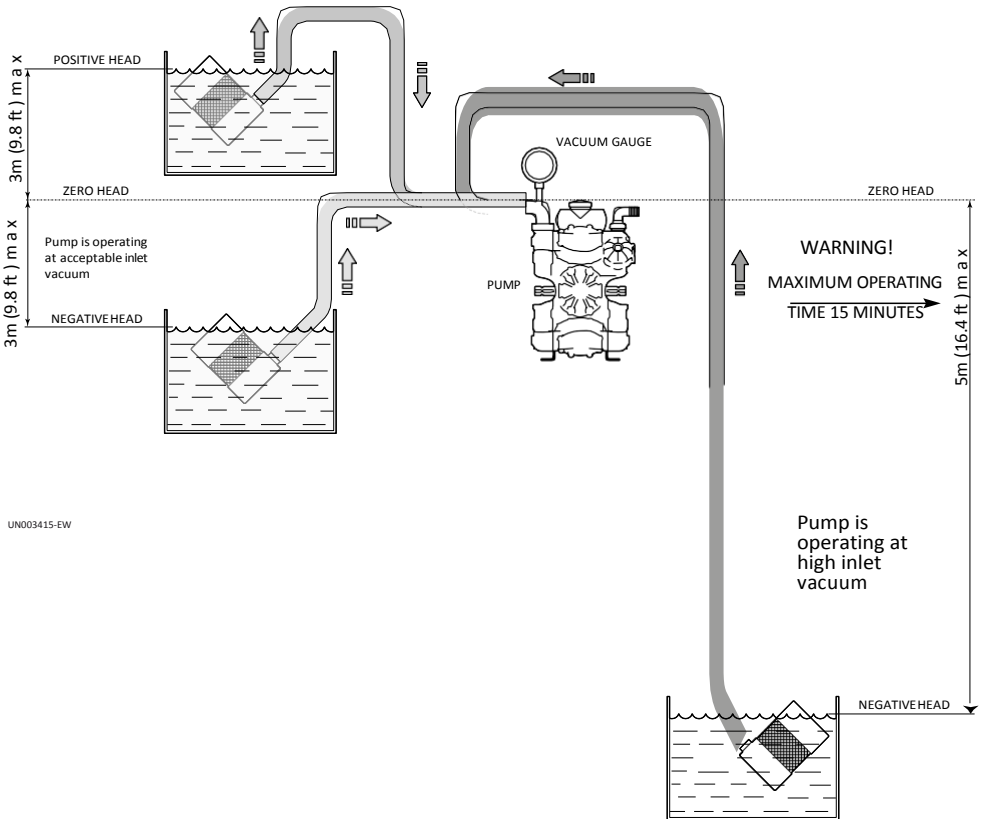 POSITIVE HEAD
3m (9.8 ft ) m a x
ZERO HEAD
3m (9.8 ft ) m a x
Pump is operating
at acceptable inlet
vacuum
NEGATIVE HEAD
UN003415-EW
VACUUM GAUGE
PUMP
ZERO HEAD
WARNING!
MAXIMUM OPERATING
TIME 15 MINUTES
5m (16.4 ft ) m a x
Pump is
operating at
high inlet
vacuum
NEGATIVE HEAD